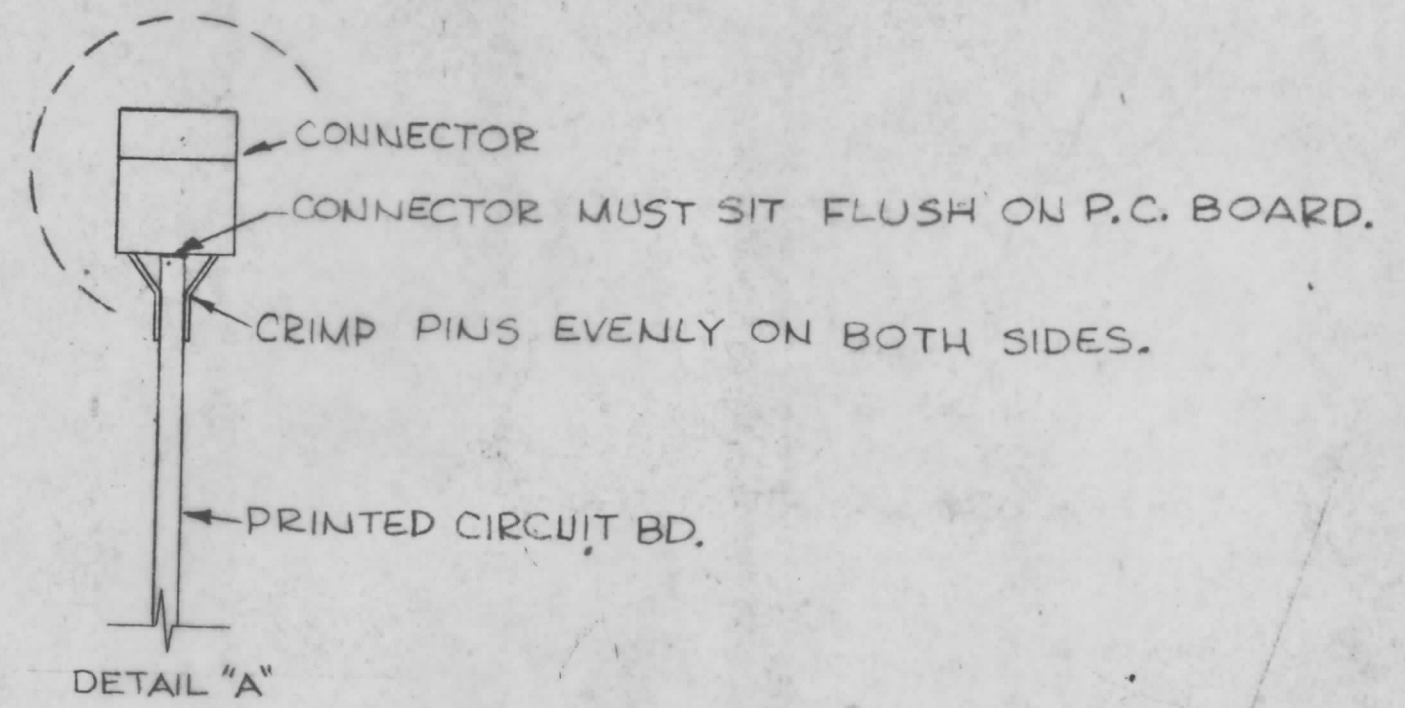 CONNECTOR
CONNECTOR MUST SIT FLUSH ON P.C. BOARD.
CRIMP PINS EVENLY ON BOTH SIDES.
PRINTED CIRCUIT BD.
DETAIL "A"